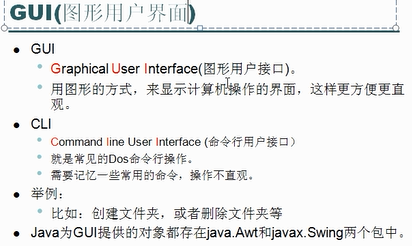 GUI(图形用户界面)
GUI
Graphical User Interface(图形用户接口)。
用图形的方式，来显示计算机操作的界面，这样更方便更直
观。
CLI
Command line User Interface (命令行用户接口)
就是常见的Dos命令行操作。
需要记忆一些常用的命令，操作不直观。
举例：
比如：创建文件夹，或者删除文件夹等
Java为GUI提供的对象都存在java.Awt和javax.Swing两个包中。